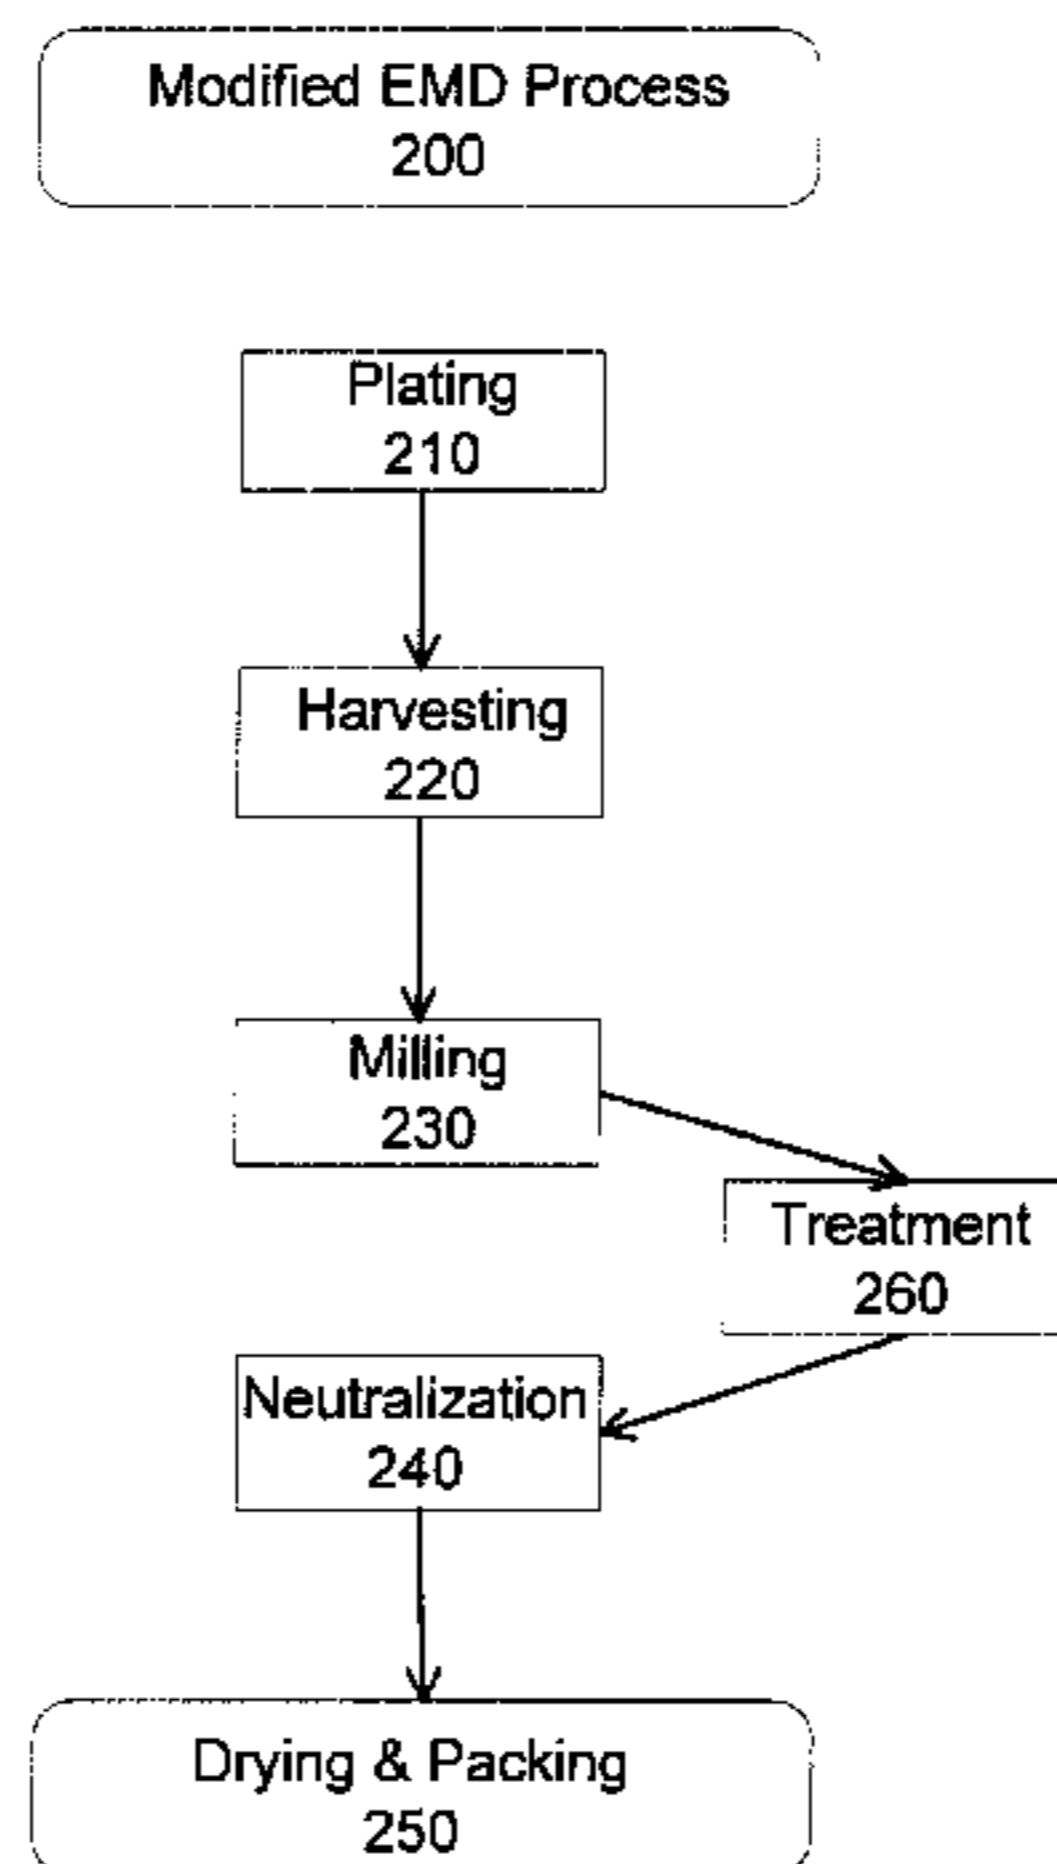 Modified EMD Process
200
Plating
210
Harvesting
220
Milling
230
Treatment
260
Neutralization
240
Drying & Packing
250